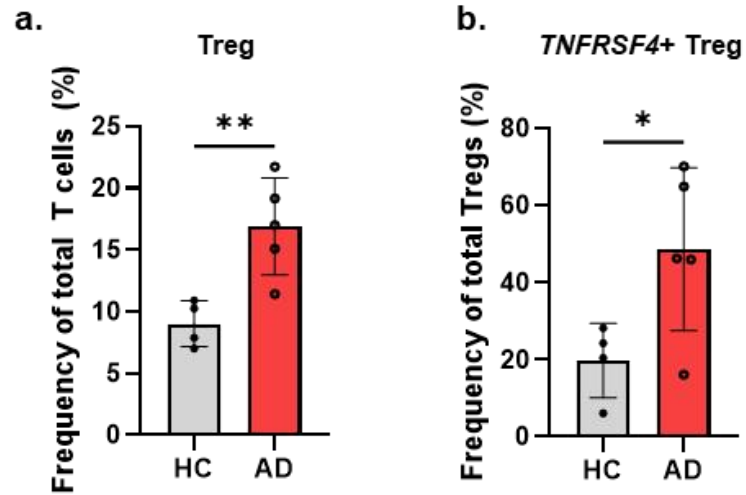 a.
Treg
Frequency of total T cells (%)
25
20
15
10
5
0
**
HC
AD
b.
TNFRSF4+ Treg
Frequency of total Tregs (%)
80
60
40
20
0
*
HC
AD